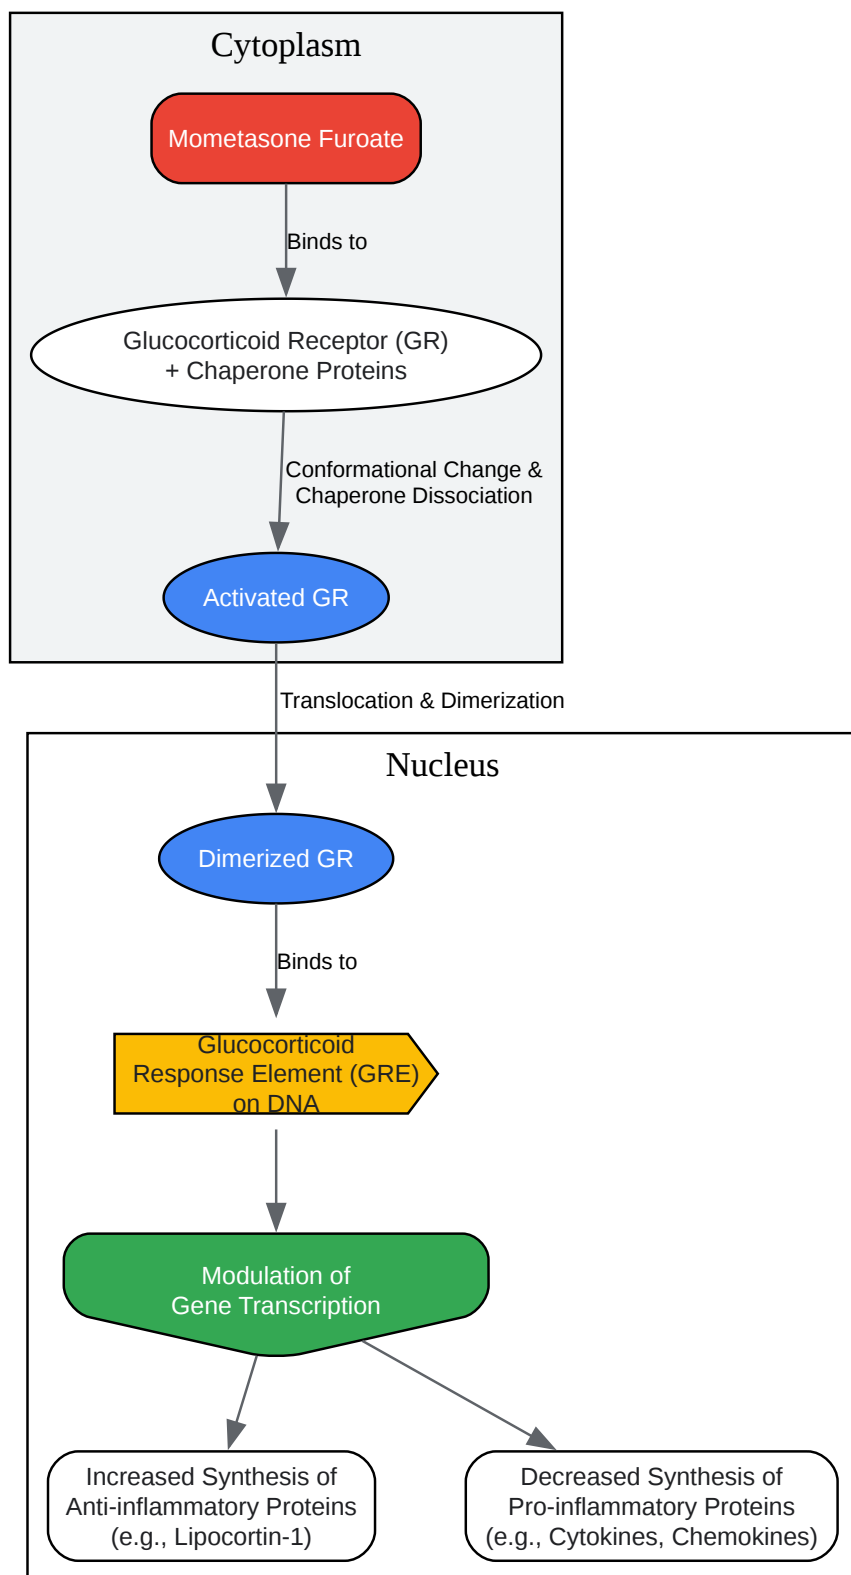 Cytoplasm
Mometasone Furoate
Binds to
Glucocorticoid Receptor (GR)
+ Chaperone Proteins
Conformational Change &
Chaperone Dissociation
Activated GR
Translocation & Dimerization
Nucleus
Dimerized GR
Binds to
Glucocorticoid
Response Element (GRE)
on DNA
Modulation of
Gene Transcription
Increased Synthesis of
Anti-inflammatory Proteins
(e.g., Lipocortin-1)
Decreased Synthesis of
Pro-inflammatory Proteins
(e.g., Cytokines, Chemokines)